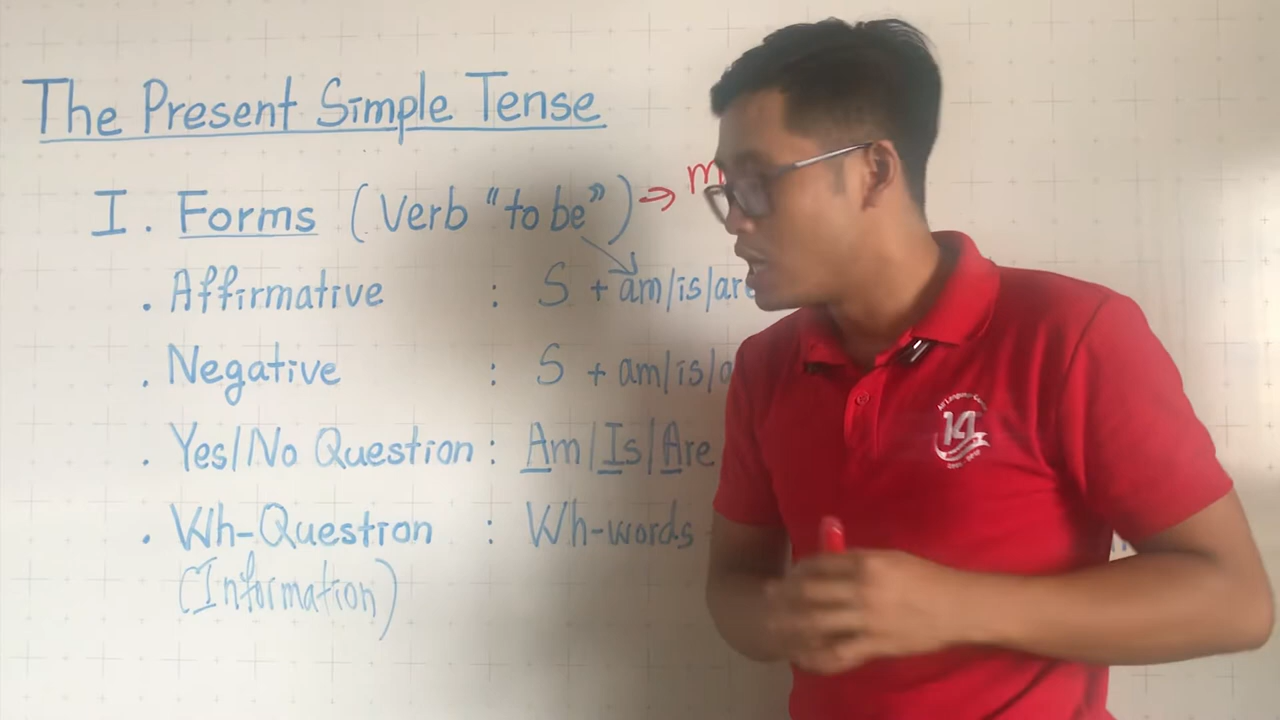 The Present Simple Tense
I. Forms (Verb "to be") →
. Affirmative : S + am/is/are
. Negative : S + am/is/
. Yes/No Question : Am/Is/Are
. Wh-Question : Wh-words
(Information)
14